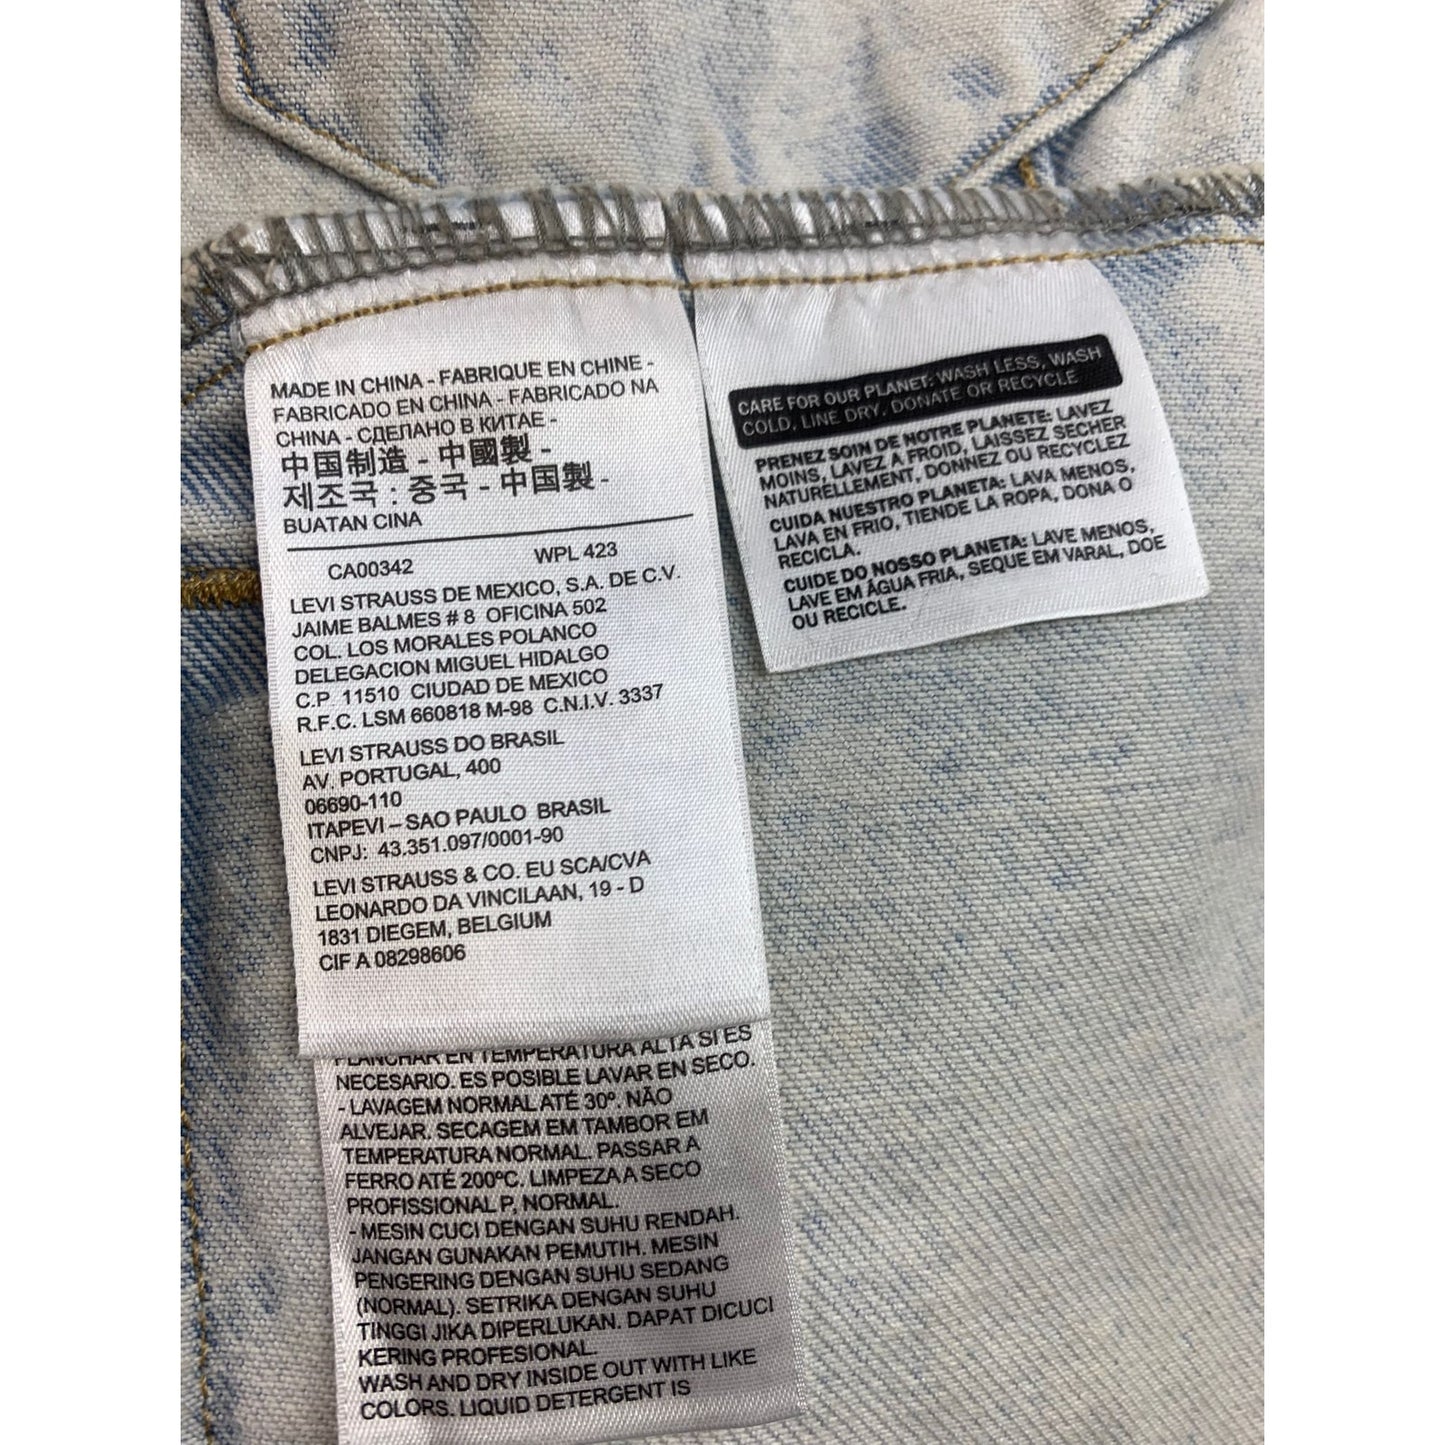 MADE IN CHINA - FABRIQUE EN CHINE -
FABRICADO EN CHINA - FABRICADO NA
CHINA - СДЕЛАНО В КИТАЕ -
中国制造 - 中國製 -
제조국 : 중국 - 中国製 -
BUATAN CINA
CA00342 WPL 423
LEVI STRAUSS DE MEXICO, S.A. DE C.V.
JAIME BALMES # 8 OFICINA 502
COL. LOS MORALES POLANCO
DELEGACION MIGUEL HIDALGO
C.P 11510 CIUDAD DE MEXICO
R.F.C. LSM 660818 M-98 C.N.I.V. 3337
LEVI STRAUSS DO BRASIL
AV. PORTUGAL, 400
06690-110
ITAPEVI – SAO PAULO BRASIL
CNPJ: 43.351.097/0001-90
LEVI STRAUSS & CO. EU SCA/CVA
LEONARDO DA VINCILAAN, 19 - D
1831 DIEGEM, BELGIUM
CIF A 08298606
PLANCHAR EN TEMPERATURA ALTA SI ES
NECESARIO. ES POSIBLE LAVAR EN SECO.
- LAVAGEM NORMAL ATÉ 30º. NÃO
ALVEJAR. SECAGEM EM TAMBOR EM
TEMPERATURA NORMAL. PASSAR A
FERRO ATÉ 200ºC. LIMPEZA A SECO
PROFISSIONAL P, NORMAL.
- MESIN CUCI DENGAN SUHU RENDAH.
JANGAN GUNAKAN PEMUTIH. MESIN
PENGERING DENGAN SUHU SEDANG
(NORMAL). SETRIKA DENGAN SUHU
TINGGI JIKA DIPERLUKAN. DAPAT DICUCI
KERING PROFESIONAL.
WASH AND DRY INSIDE OUT WITH LIKE
COLORS. LIQUID DETERGENT IS
CARE FOR OUR PLANET: WASH LESS, WASH
COLD, LINE DRY, DONATE OR RECYCLE
PRENEZ SOIN DE NOTRE PLANETE: LAVEZ
MOINS, LAVEZ A FROID, LAISSEZ SECHER
NATURELLEMENT, DONNEZ OU RECYCLEZ
CUIDA NUESTRO PLANETA: LAVA MENOS,
LAVA EN FRIO, TIENDE LA ROPA, DONA O
RECICLA.
CUIDE DO NOSSO PLANETA: LAVE MENOS,
LAVE EM ÁGUA FRIA, SEQUE EM VARAL, DOE
OU RECICLE.